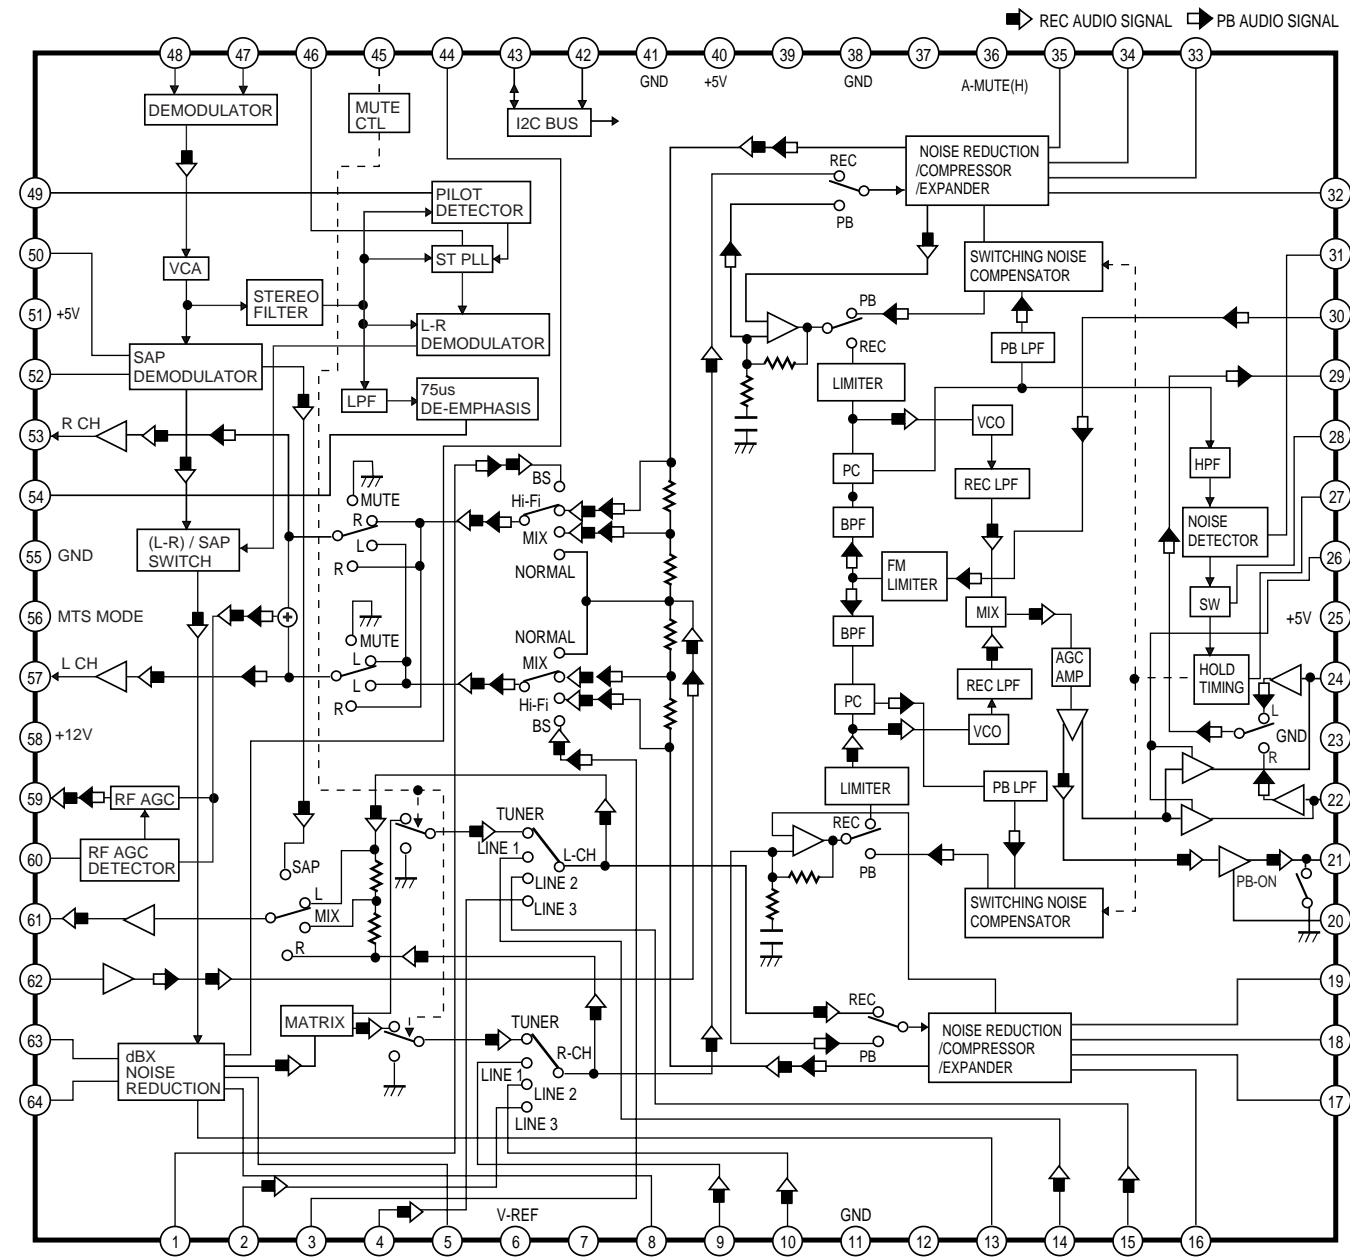 REC AUDIO SIGNAL PB AUDIO SIGNAL
48 47 46 45 44 43 42 41 40 39 38 37 36 35 34 33
GND +5V GND A-MUTE(H)
DEMODULATOR
MUTE
CTL
I2C BUS
NOISE REDUCTION
/COMPRESSOR
/EXPANDER
REC
PB
49
PILOT
DETECTOR
32
50
VCA
ST PLL
SWITCHING NOISE
COMPENSATOR
31
STEREO
FILTER
51 +5V
L-R
DEMODULATOR
PB
REC
PB LPF
30
52
SAP
DEMODULATOR
LPF
75us
DE-EMPHASIS
LIMITER
29
R CH
53
VCO
28
PC
HPF
BS
54
MUTE
Hi-Fi
REC LPF
27
R
MIX
BPF
NOISE
DETECTOR
55 GND
(L-R) / SAP
SWITCH
L
R
NORMAL
FM
LIMITER
26
56 MTS MODE
+
SW
+5V 25
MIX
NORMAL
BPF
MUTE
57 L CH
L
MIX
AGC
AMP
HOLD
TIMING
24
L
REC LPF
R
Hi-Fi
PC
BS
L
GND
58 +12V
VCO
23
R
LIMITER
PB LPF
59
RF AGC
22
TUNER
REC
60
RF AGC
DETECTOR
LINE 1
L-CH
PB
21
SAP
LINE 2
PB-ON
L
LINE 3
SWITCHING NOISE
COMPENSATOR
61
MIX
20
R
62
19
REC
MATRIX
TUNER
NOISE REDUCTION
/COMPRESSOR
/EXPANDER
63
R-CH
PB
18
dBX
NOISE
REDUCTION
LINE 1
LINE 2
64
LINE 3
17
V-REF GND
1 2 3 4 5 6 7 8 9 10 11 12 13 14 15 16